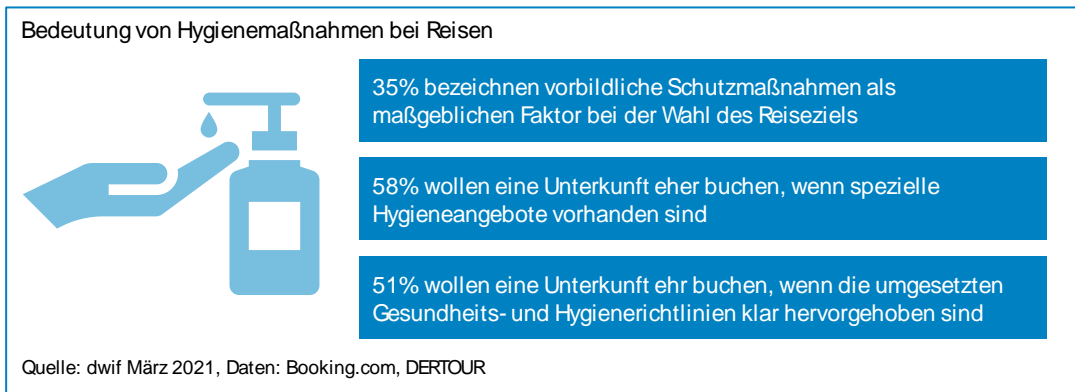 Bedeutung von Hygienemaßnahmen bei Reisen
35% bezeichnen vorbildliche Schutzmaßnahmen als
maßgeblichen Faktor bei der Wahl des Reiseziels
58% wollen eine Unterkunft eher buchen, wenn spezielle
Hygieneangebote vorhanden sind
51% wollen eine Unterkunft ehr buchen, wenn die umgesetzten
Gesundheits- und Hygienerichtlinien klar hervorgehoben sind
Quelle: dwif März 2021, Daten: Booking.com, DERTOUR